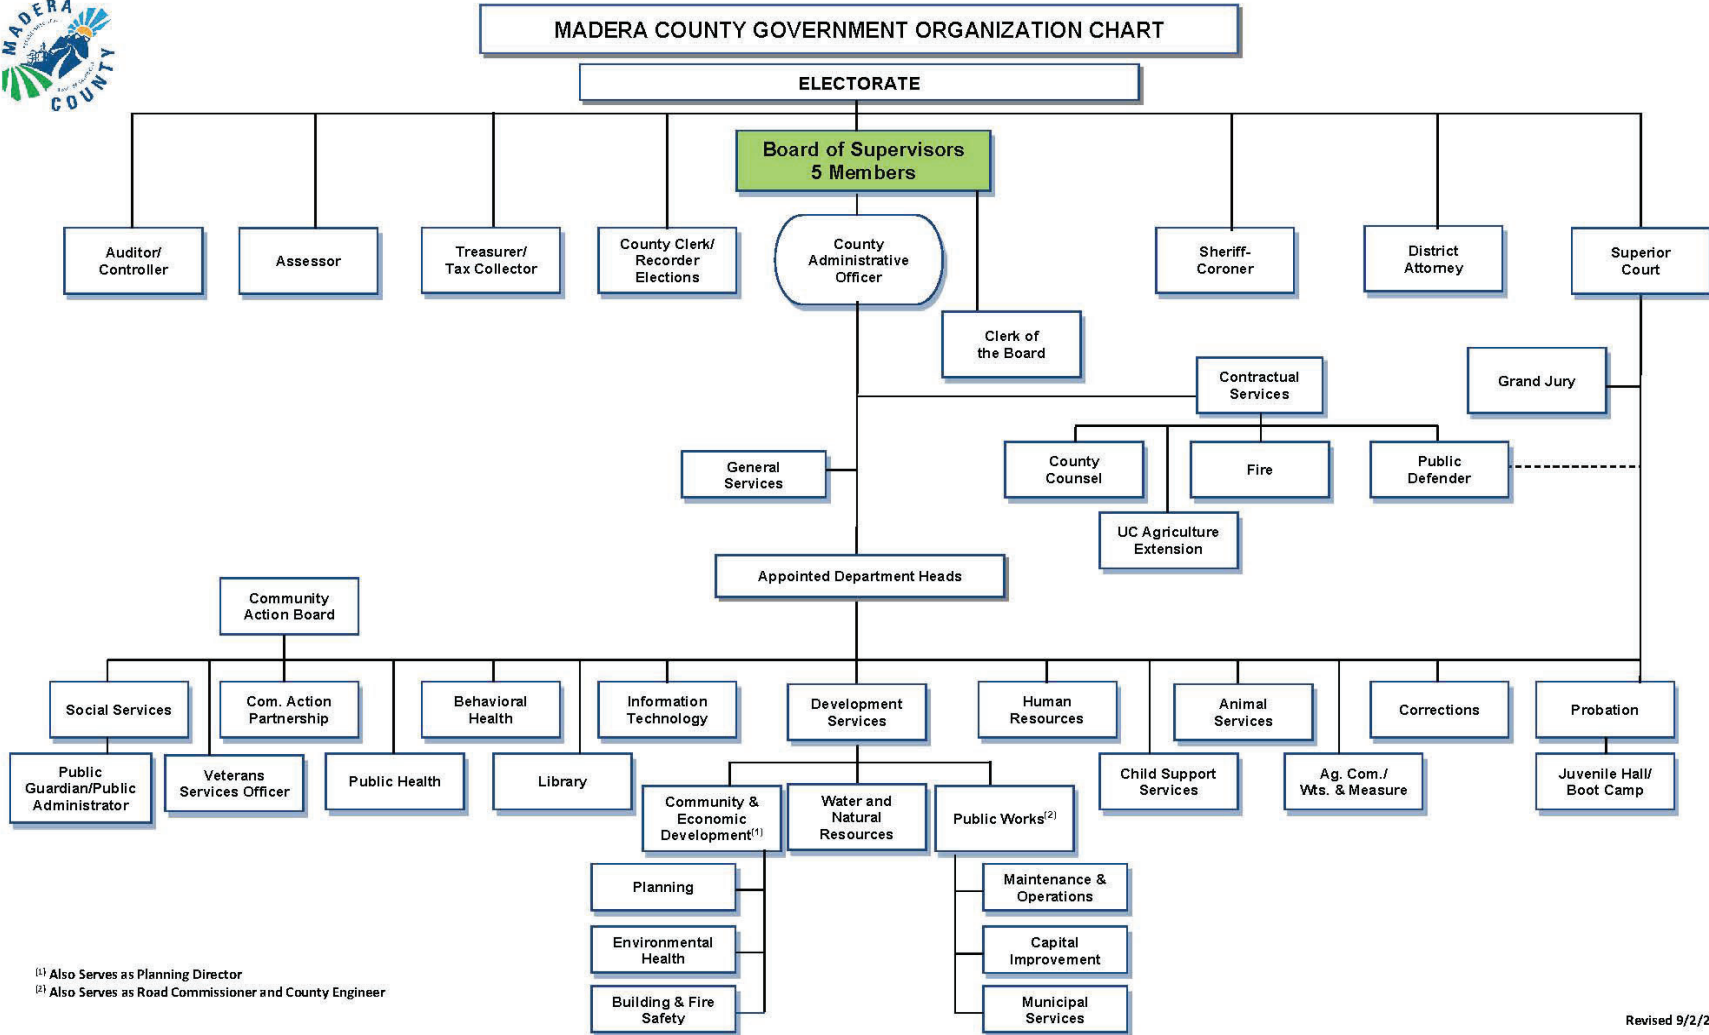 MADERA
COUNTY
MADERA COUNTY GOVERNMENT ORGANIZATION CHART
ELECTORATE
Board of Supervisors
5 Members
Auditor/
Controller
Assessor
Treasurer/
Tax Collector
County Clerk/
Recorder
Elections
County
Administrative
Officer
Sheriff-
Coroner
District
Attorney
Superior
Court
Clerk of
the Board
Contractual
Services
Grand Jury
General
Services
County
Counsel
Fire
Public
Defender
UC Agriculture
Extension
Appointed Department Heads
Community
Action Board
Social Services
Com. Action
Partnership
Behavioral
Health
Information
Technology
Development
Services
Human
Resources
Animal
Services
Corrections
Probation
Public
Guardian/Public
Administrator
Veterans
Services Officer
Public Health
Library
Child Support
Services
Ag. Com./
Wts. & Measure
Juvenile Hall/
Boot Camp
Community &
Economic
Development(1)
Water and
Natural
Resources
Public Works(2)
Planning
Maintenance &
Operations
Environmental
Health
Capital
Improvement
Building & Fire
Safety
Municipal
Services
(1) Also Serves as Planning Director
(2) Also Serves as Road Commissioner and County Engineer
Revised 9/2/2